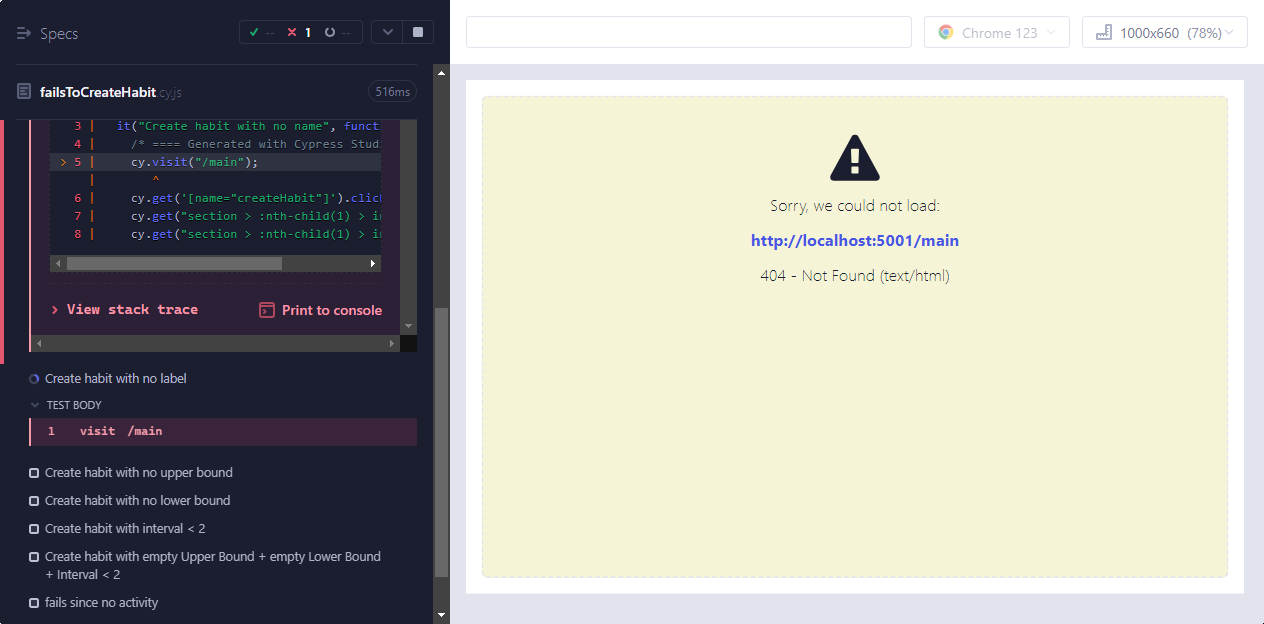 Specs
-- 1 --
Chrome 123
1000x660 (78%)
failsToCreateHabit.cy.js
516ms
3 | it("Create habit with no name", funct
4 | /* ==== Generated with Cypress Studi
> 5 | cy.visit("/main");
| ^
6 | cy.get('[name="createHabit"]').clic
7 | cy.get("section > :nth-child(1) > in
8 | cy.get("section > :nth-child(1) > in
View stack trace
Print to console
Create habit with no label
TEST BODY
1 visit /main
Create habit with no upper bound
Create habit with no lower bound
Create habit with interval < 2
Create habit with empty Upper Bound + empty Lower Bound
+ Interval < 2
fails since no activity
Sorry, we could not load:
http://localhost:5001/main
404 - Not Found (text/html)